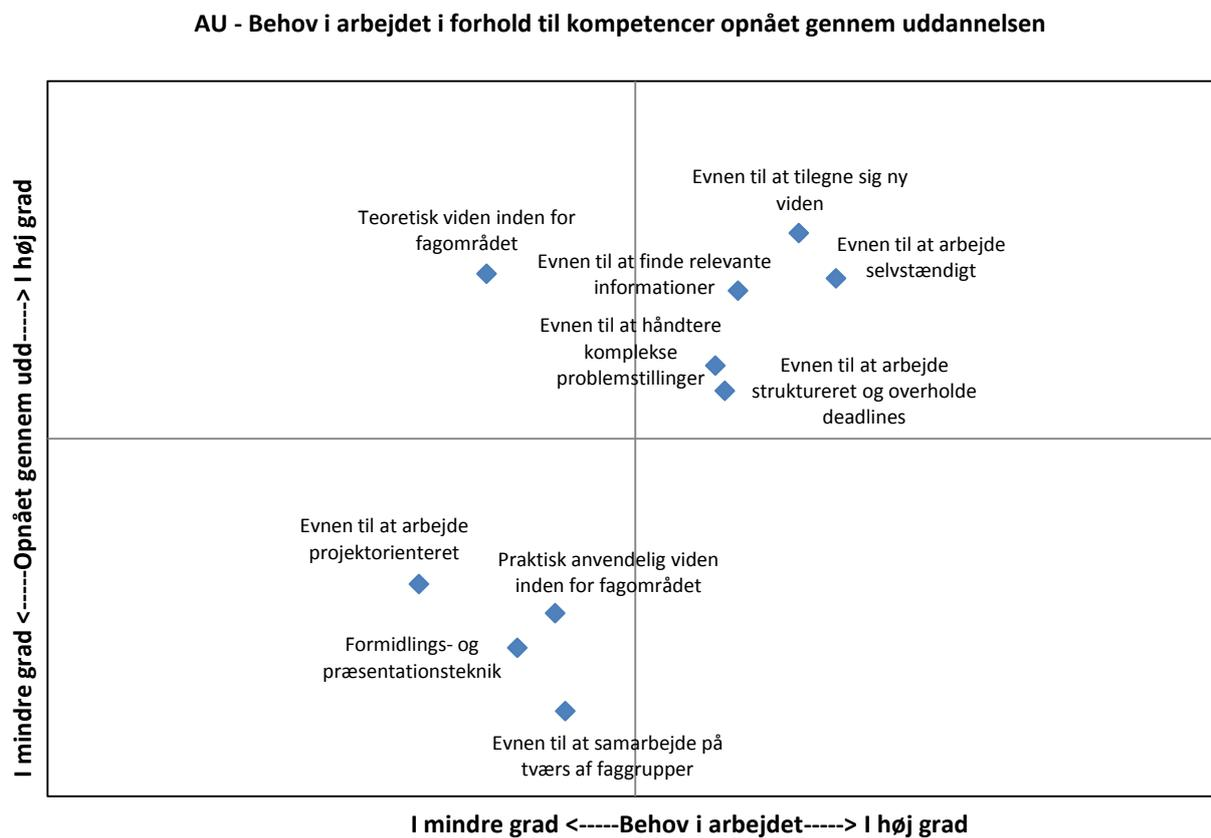 AU - Behov i arbejdet i forhold til kompetencer opnået gennem uddannelsen
I mindre grad <-----Opnået gennem udd-----> I høj grad
Evnen til at tilegne sig ny
viden
Teoretisk viden inden for
fagområdet
Evnen til at arbejde
selvstændigt
Evnen til at finde relevante
informationer
Evnen til at håndtere
komplekse
problemstillinger
Evnen til at arbejde
struktureret og overholde
deadlines
Evnen til at arbejde
projektorienteret
Praktisk anvendelig viden
inden for fagområdet
Formidlings- og
præsentationsteknik
Evnen til at samarbejde på
tværs af faggrupper
I mindre grad <-----Behov i arbejdet-----> I høj grad